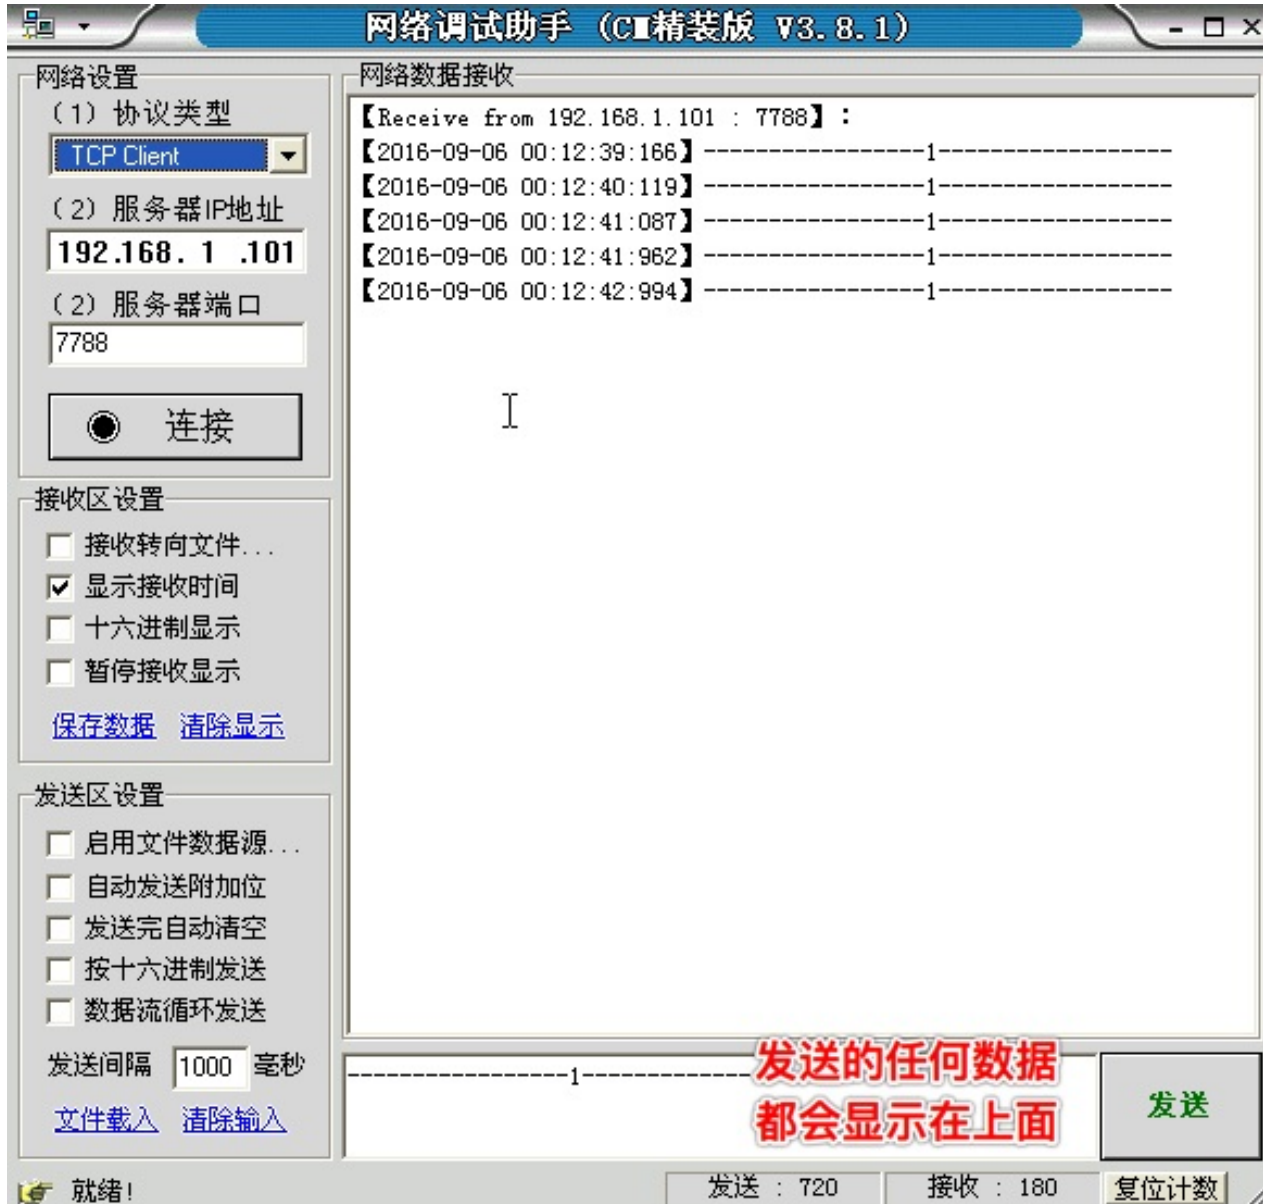 网络调试助手 (C■精装版 V3.8.1)
网络设置
(1) 协议类型
TCP Client
(2) 服务器IP地址
192.168. 1 .101
(2) 服务器端口
7788
连接
接收区设置
接收转向文件...
显示接收时间
十六进制显示
暂停接收显示
保存数据 清除显示
发送区设置
启用文件数据源...
自动发送附加位
发送完自动清空
按十六进制发送
数据流循环发送
发送间隔 1000 毫秒
文件载入 清除输入
网络数据接收
【Receive from 192.168.1.101 : 7788】:
【2016-09-06 00:12:39:166】-----------------1------------------
【2016-09-06 00:12:40:119】-----------------1------------------
【2016-09-06 00:12:41:087】-----------------1------------------
【2016-09-06 00:12:41:962】-----------------1------------------
【2016-09-06 00:12:42:994】-----------------1------------------
-----------------1-------------
发送的任何数据
都会显示在上面
发送
就绪!
发送 : 720
接收 : 180
复位计数